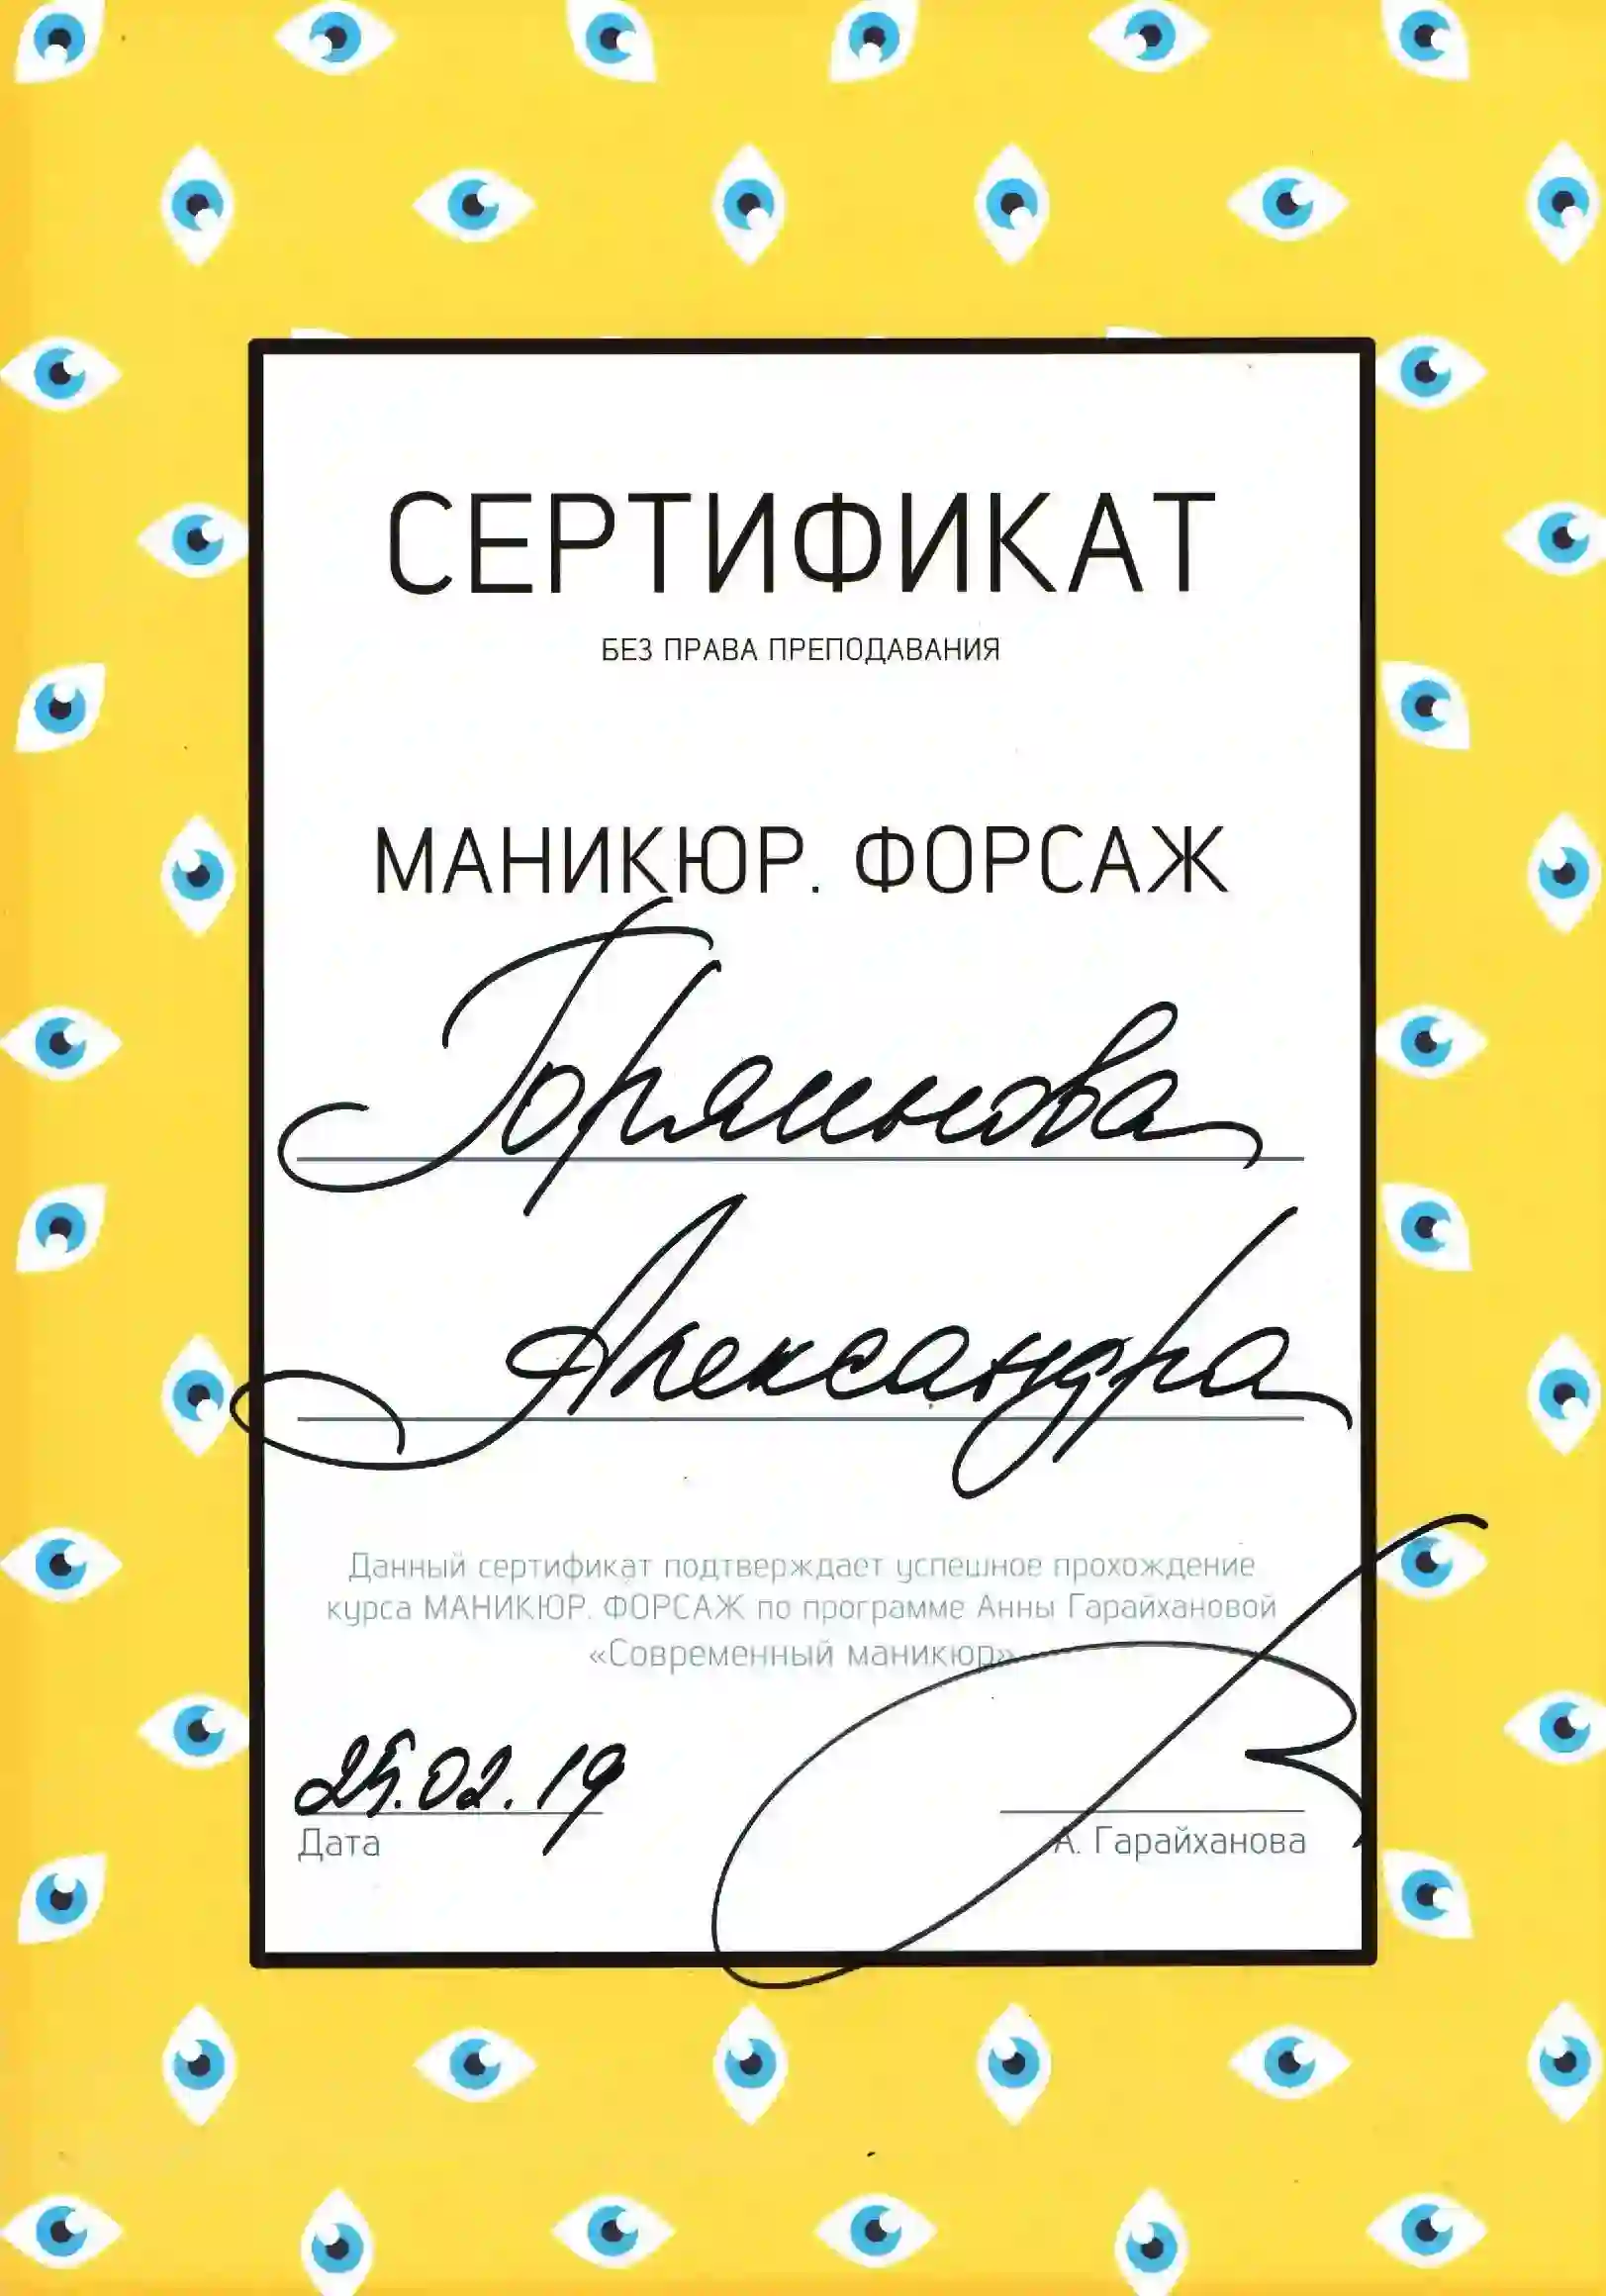 СЕРТИФИКАТ
БЕЗ ПРАВА ПРЕПОДАВАНИЯ
МАНИКЮР. ФОРСАЖ
Горяинова
Александра
Данный сертификат подтверждает успешное прохождение
курса МАНИКЮР. ФОРСАЖ по программе Анны Гарайхановой
«Современный маникюр»
25.02.19
Дата
А. Гарайханова